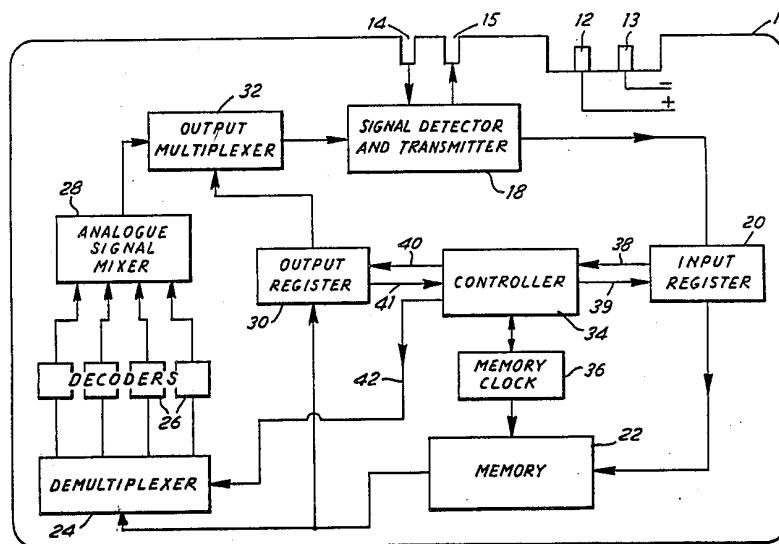 14
15
12
13
1
=
+
32
OUTPUT
MULTIPLEXER
SIGNAL DETECTOR
AND TRANSMITTER
18
28
ANALOGUE
SIGNAL
MIXER
20
40
38
OUTPUT
REGISTER
CONTROLLER
INPUT
REGISTER
41
39
30
34
42
MEMORY
CLOCK
36
DECODERS
26
22
MEMORY
DEMULTIPLEXER
24